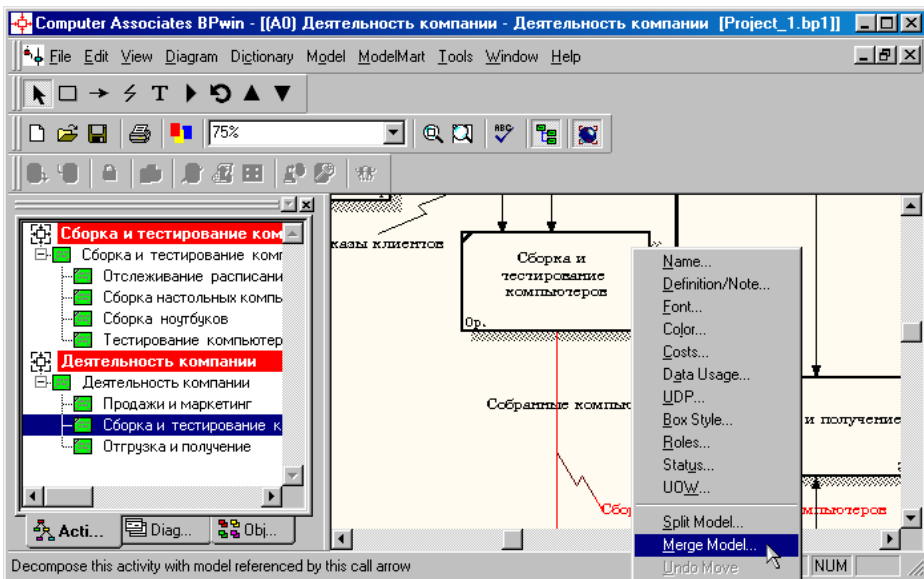 Computer Associates BPwin - [(A0) Деятельность компании - Деятельность компании [Project_1.bp1]]
File Edit View Diagram Dictionary Model ModelMart Tools Window Help
T
75%
ABC
Сборка и тестирование ком
Сборка и тестирование комп
Отслеживание расписани
Сборка настольных компь
Сборка ноутбуков
Тестирование компьютер
Деятельность компании
Деятельность компании
Продажи и маркетинг
Сборка и тестирование к
Отгрузка и получение
Acti... Diag... Obj...
казы клиентов
Сборка и
тестирование
компьютеров
0р.
Собранные компью
и получение
Сбор
мпьютеров
Name...
Definition/Note...
Font...
Color...
Costs...
Data Usage...
UDP...
Box Style...
Roles...
Status...
UOW...
Split Model...
Merge Model...
Undo Move
Decompose this activity with model referenced by this call arrow
NUM